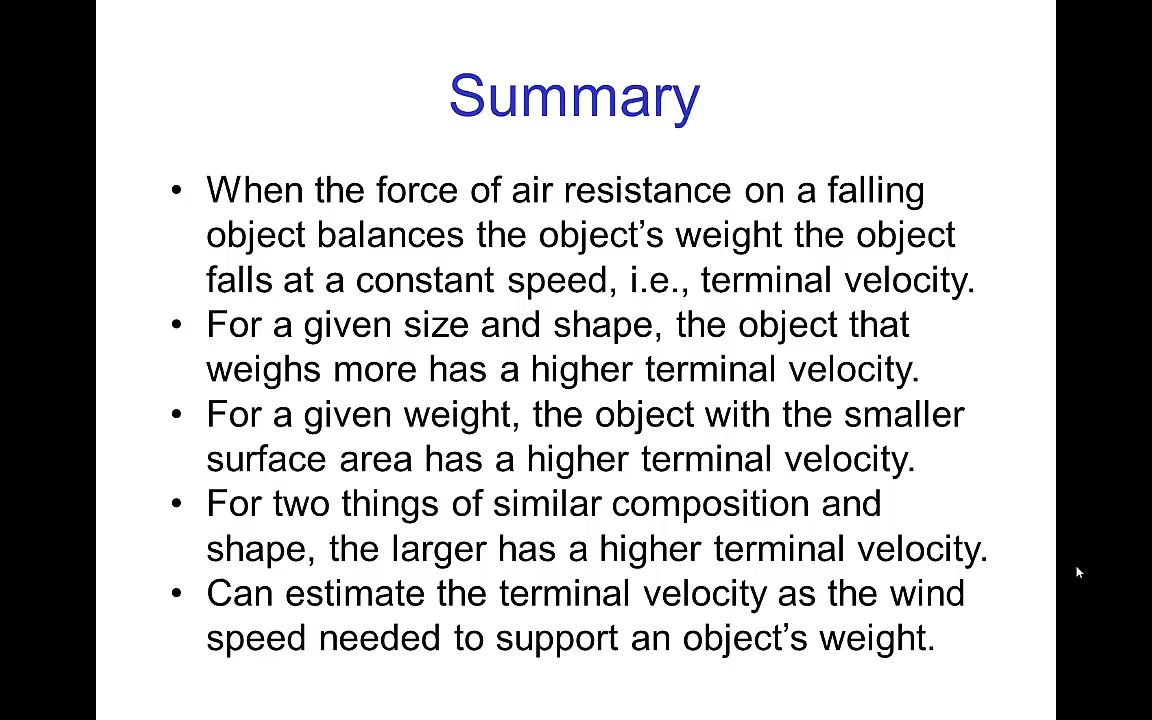 Summary
• When the force of air resistance on a falling
object balances the object’s weight the object
falls at a constant speed, i.e., terminal velocity.
• For a given size and shape, the object that
weighs more has a higher terminal velocity.
• For a given weight, the object with the smaller
surface area has a higher terminal velocity.
• For two things of similar composition and
shape, the larger has a higher terminal velocity.
• Can estimate the terminal velocity as the wind
speed needed to support an object’s weight.